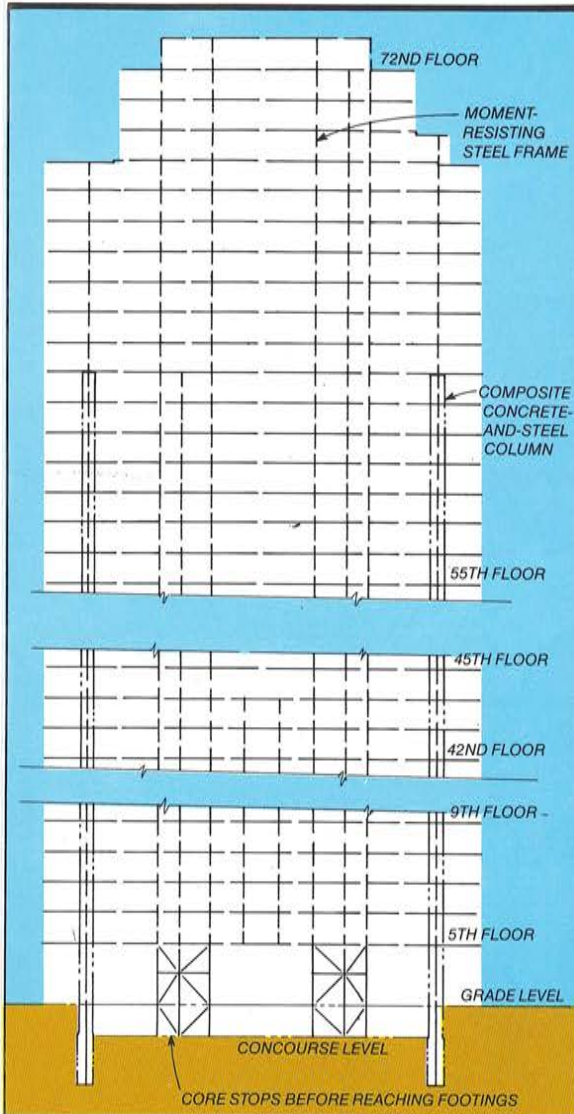 72ND FLOOR
MOMENT-
RESISTING
STEEL FRAME
COMPOSITE
CONCRETE-
AND-STEEL
COLUMN
55TH FLOOR
45TH FLOOR
42ND FLOOR
9TH FLOOR
5TH FLOOR
GRADE LEVEL
CONCOURSE LEVEL
CORE STOPS BEFORE REACHING FOOTINGS